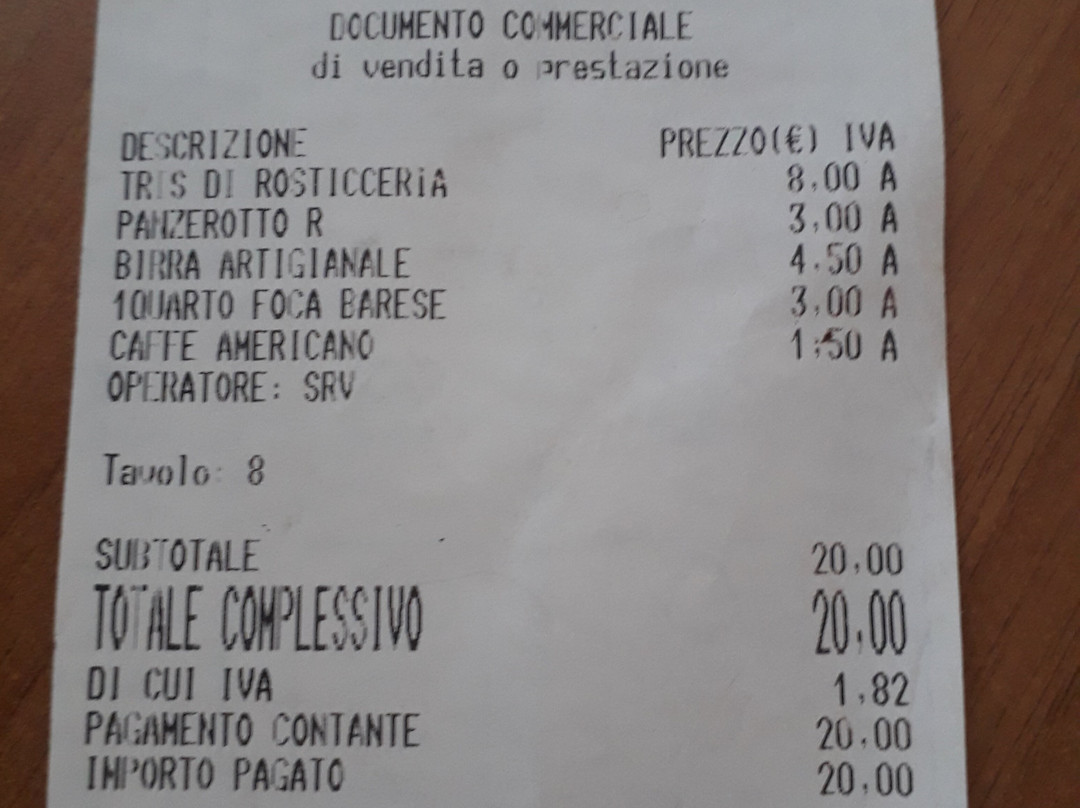 DOCUMENTO COMMERCIALE
di vendita o prestazione
DESCRIZIONE PREZZO(€) IVA
TRIS DI ROSTICCERiA 8,00 A
PANZEROTTO R 3,00 A
BIRRA ARTIGIANALE 4,50 A
1QUARTO FOCA BARESE 3,00 A
CAFFE AMERICANO 1,50 A
OPERATORE: SRV
Tavolo: 8
SUBTOTALE 20,00
TOTALE COMPLESSIVO 20,00
DI CUI IVA 1,82
PAGAMENTO CONTANTE 20,00
IMPORTO PAGATO 20,00